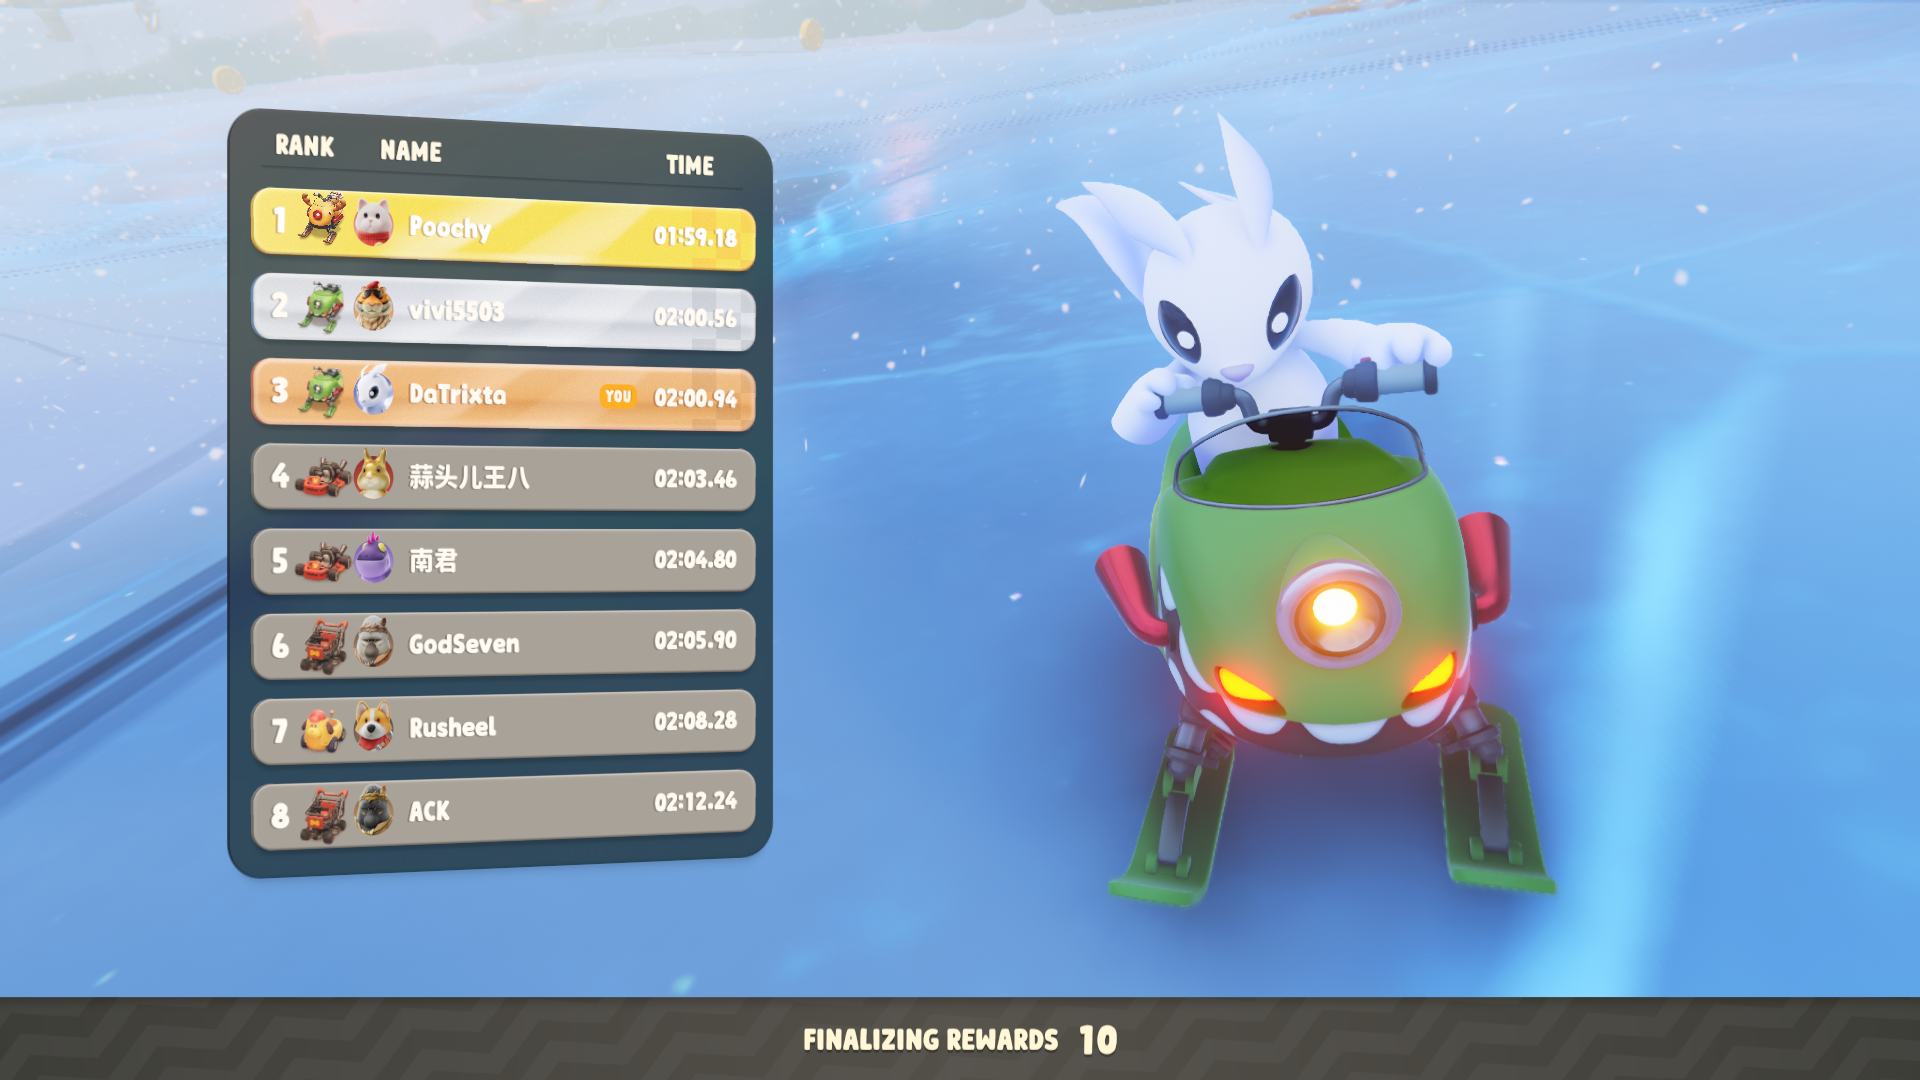 RANK NAME TIME
1 Poochy 01:59.18
2 vivi5503 02:00.56
3 DaTrixta YOU 02:00.94
4 蒜头儿王八 02:03.46
5 南君 02:04.80
6 GodSeven 02:05.90
7 Rusheel 02:08.28
8 ACK 02:12.24
FINALIZING REWARDS 10